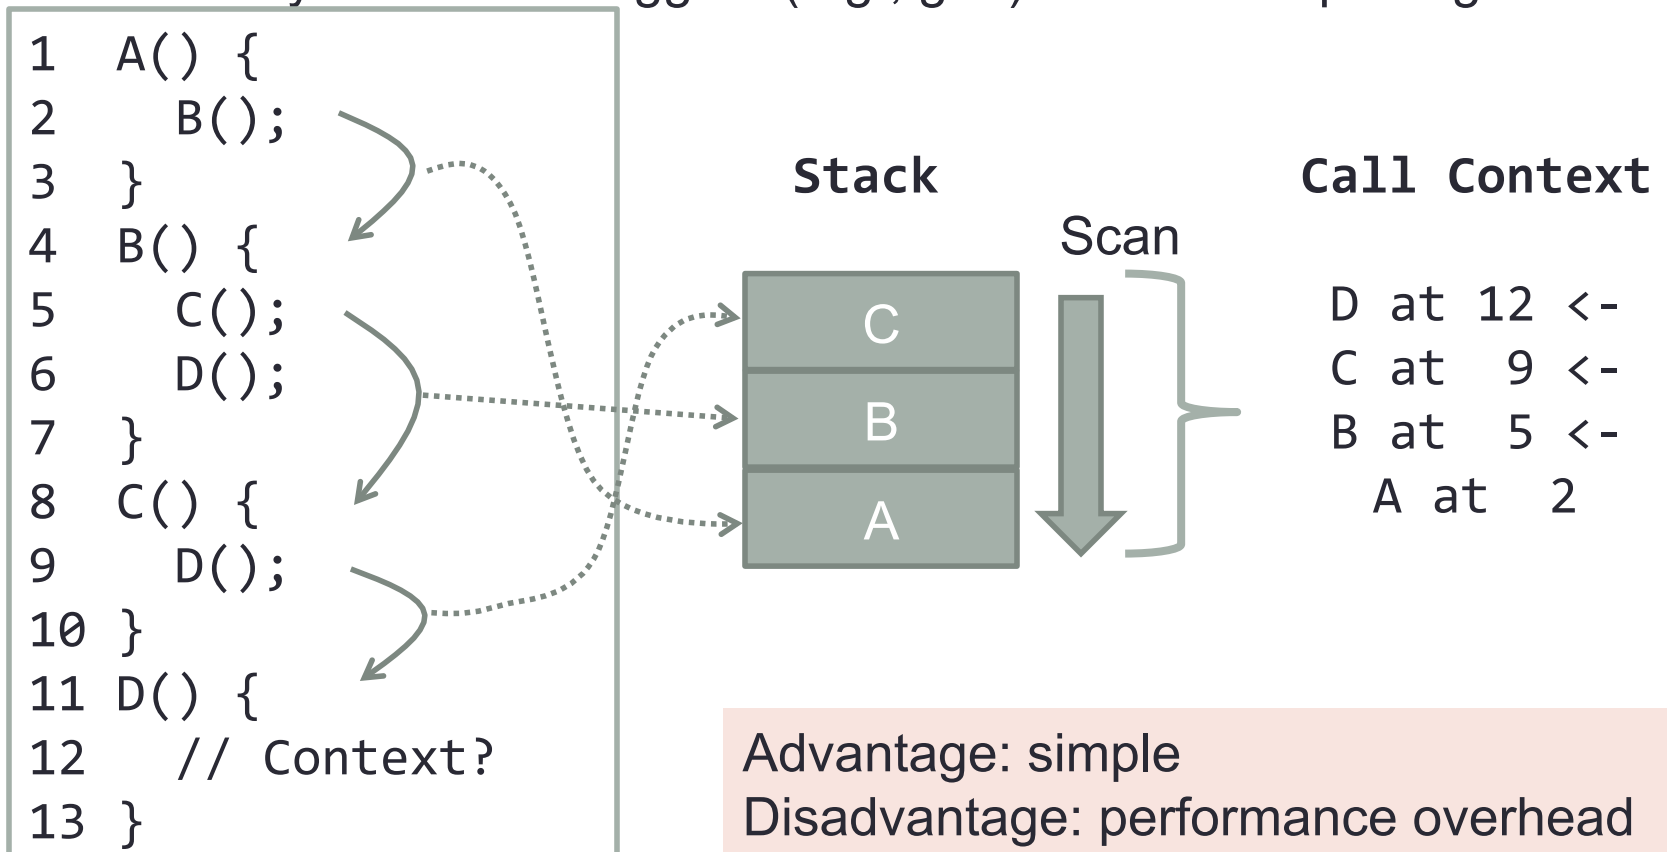 1 A() {
2 B();
3 }
4 B() {
5 C();
6 D();
7 }
8 C() {
9 D();
10 }
11 D() {
12 // Context?
13 }
Stack
Scan
C
B
A
Call Context
D at 12 <-
C at 9 <-
B at 5 <-
A at 2
Advantage: simple
Disadvantage: performance overhead